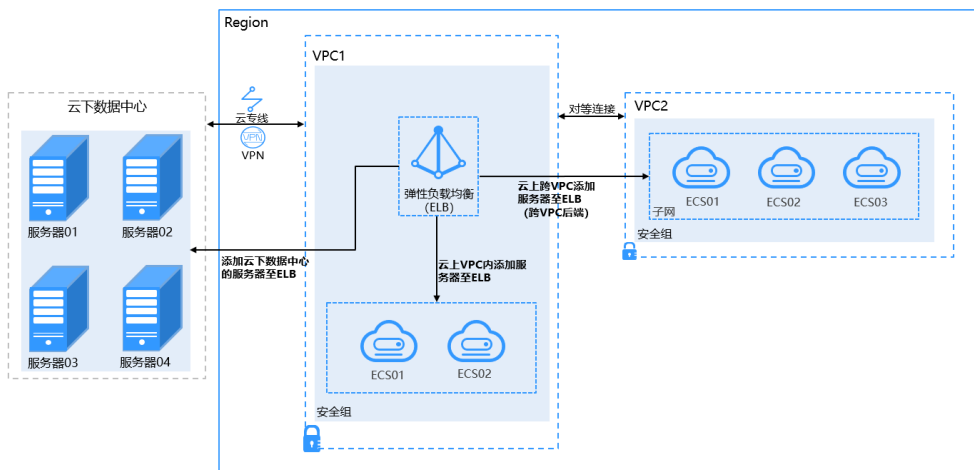 Region
VPC1
云下数据中心
服务器01
服务器02
服务器03
服务器04
云专线
VPN
VPN
弹性负载均衡
(ELB)
添加云下数据中心
的服务器至ELB
云上VPC内添加服
务器至ELB
ECS01
ECS02
安全组
对等连接
云上跨VPC添加
服务器至ELB
(跨VPC后端)
VPC2
ECS01
ECS02
ECS03
子网
安全组